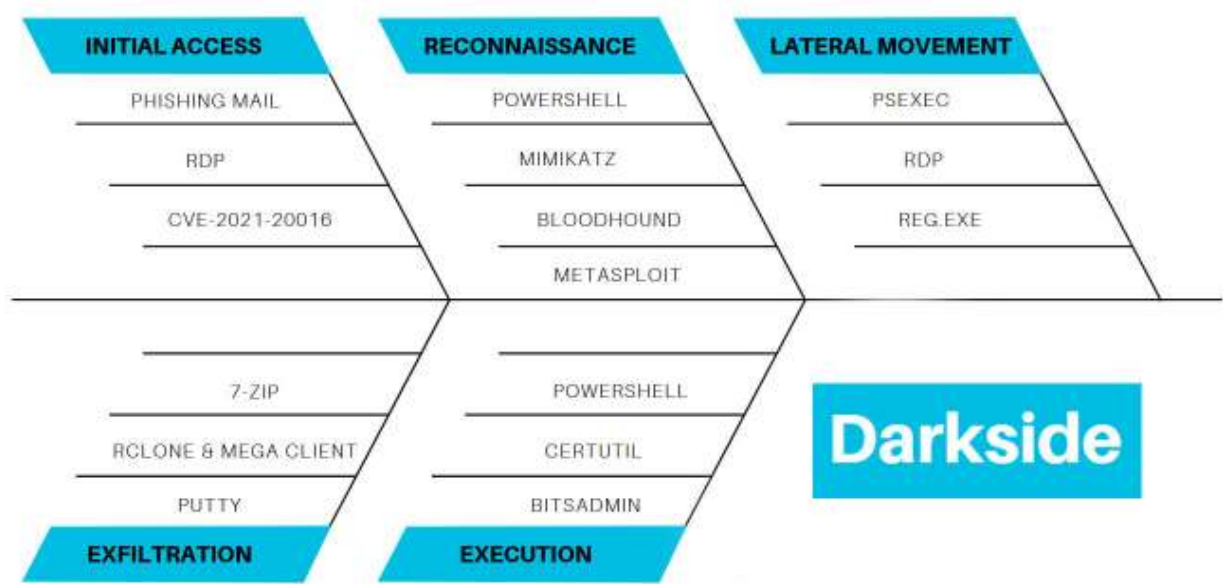 INITIAL ACCESS
PHISHING MAIL
RDP
CVE-2021-20016
RECONNAISSANCE
POWERSHELL
MIMIKATZ
BLOODHOUND
METASPLOIT
LATERAL MOVEMENT
PSEXEC
RDP
REG.EXE
7-ZIP
RCLONE & MEGA CLIENT
PUTTY
EXFILTRATION
POWERSHELL
CERTUTIL
BITSADMIN
EXECUTION
Darkside